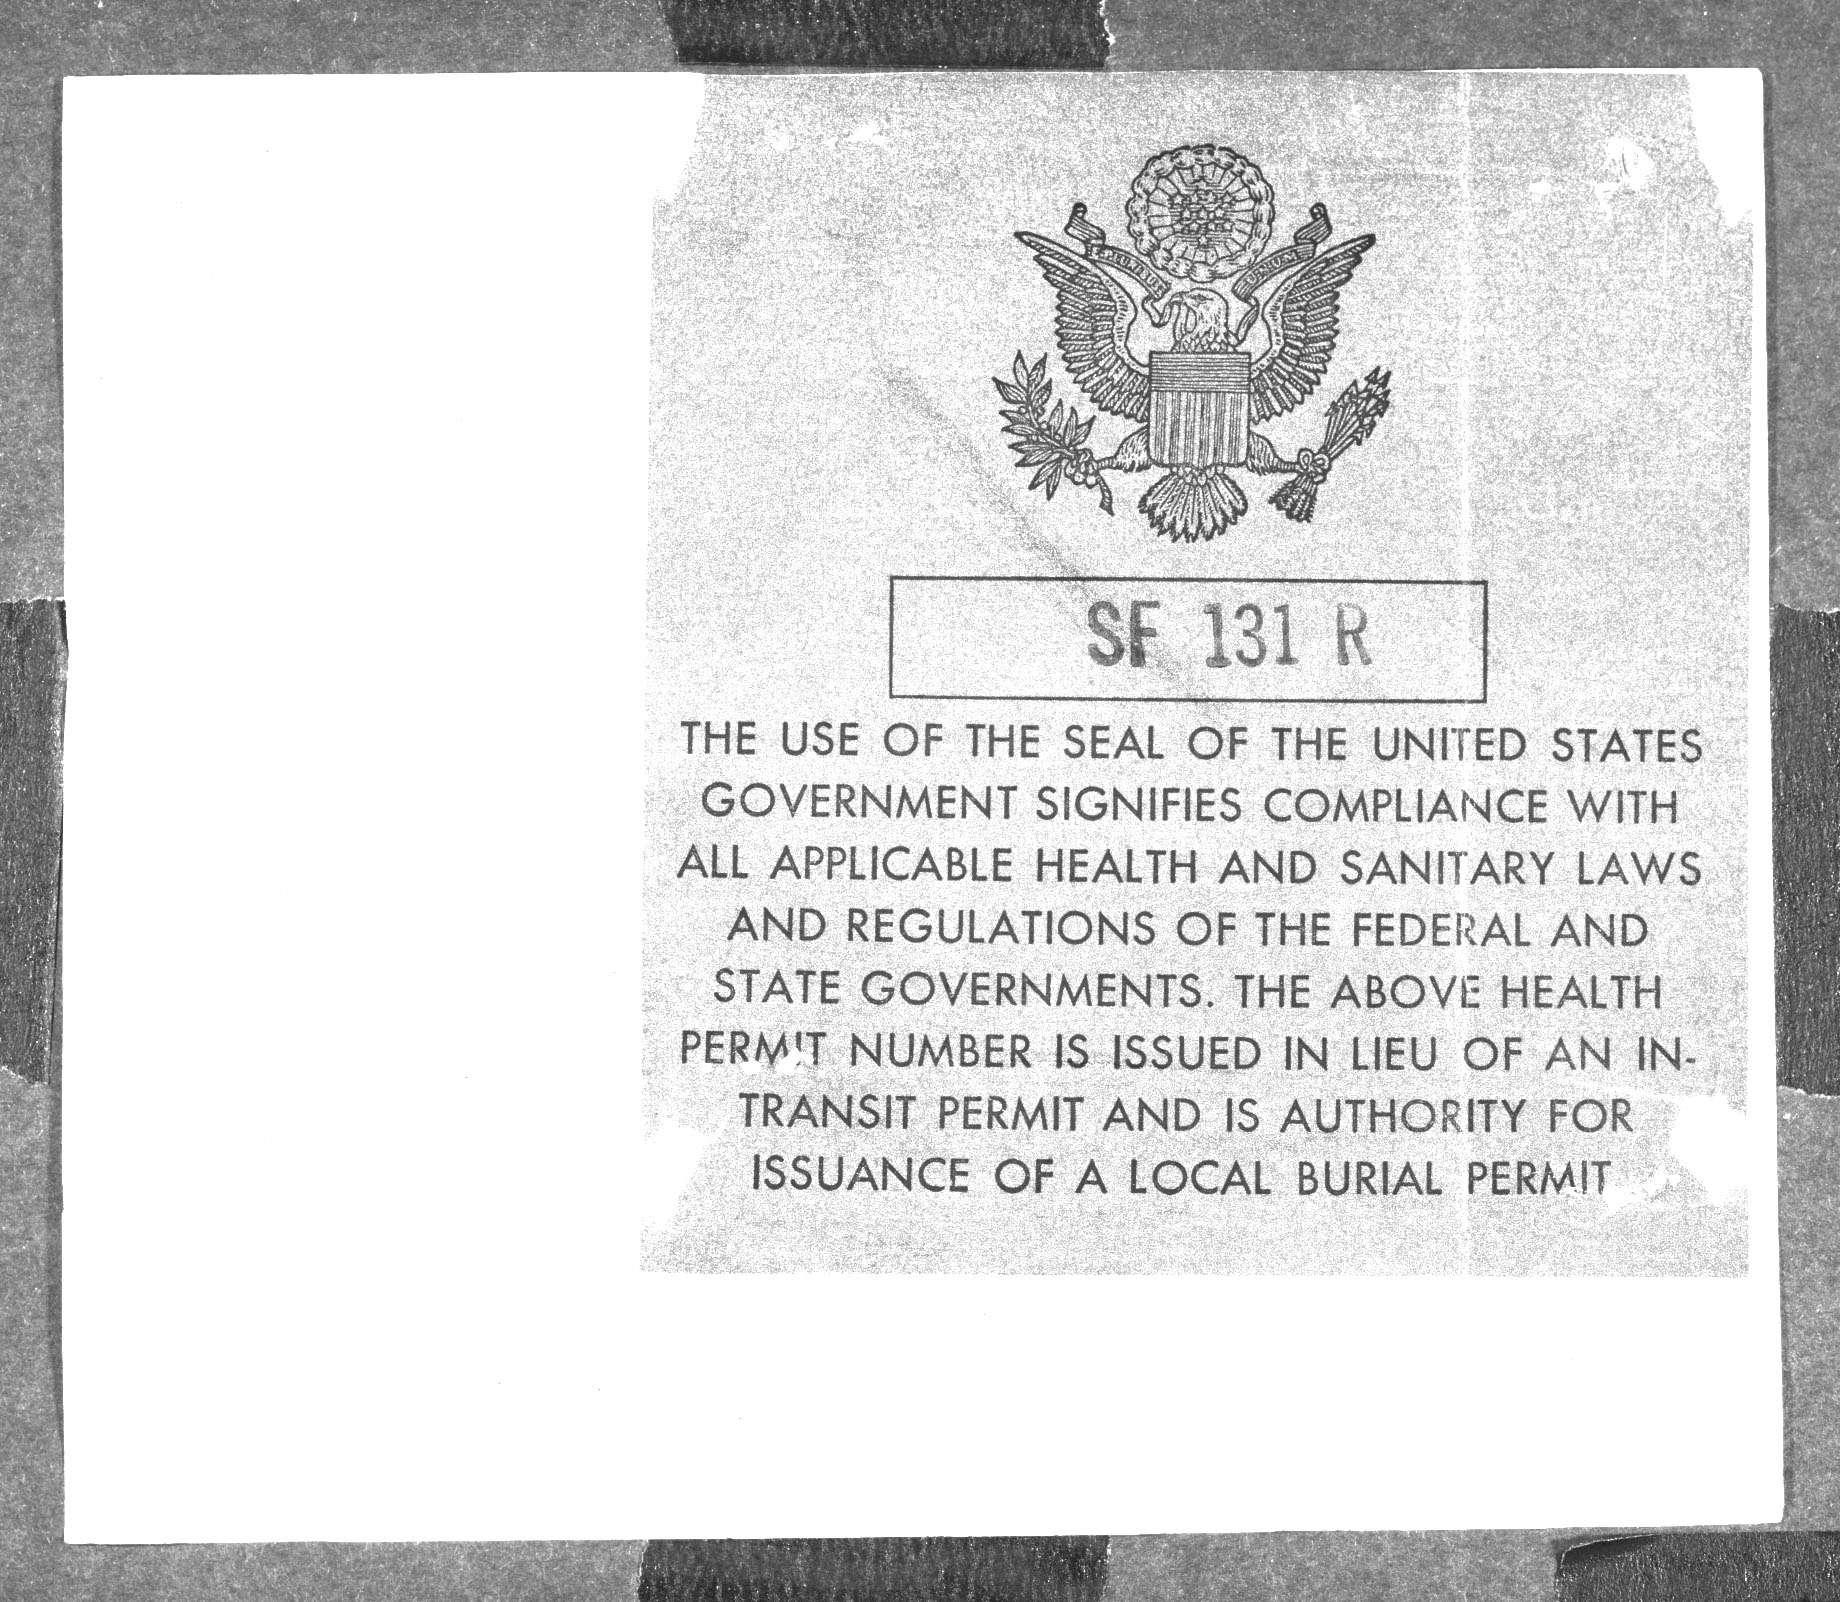 SF 131 R
THE USE OF THE SEAL OF THE UNITED STATES
GOVERNMENT SIGNIFIES COMPLIANCE WITH
ALL APPLICABLE HEALTH AND SANITARY LAWS
AND REGULATIONS OF THE FEDERAL AND
STATE GOVERNMENTS. THE ABOVE HEALTH
PERMIT NUMBER IS ISSUED IN LIEU OF AN IN-
TRANSIT PERMIT AND IS AUTHORITY FOR
ISSUANCE OF A LOCAL BURIAL PERMIT